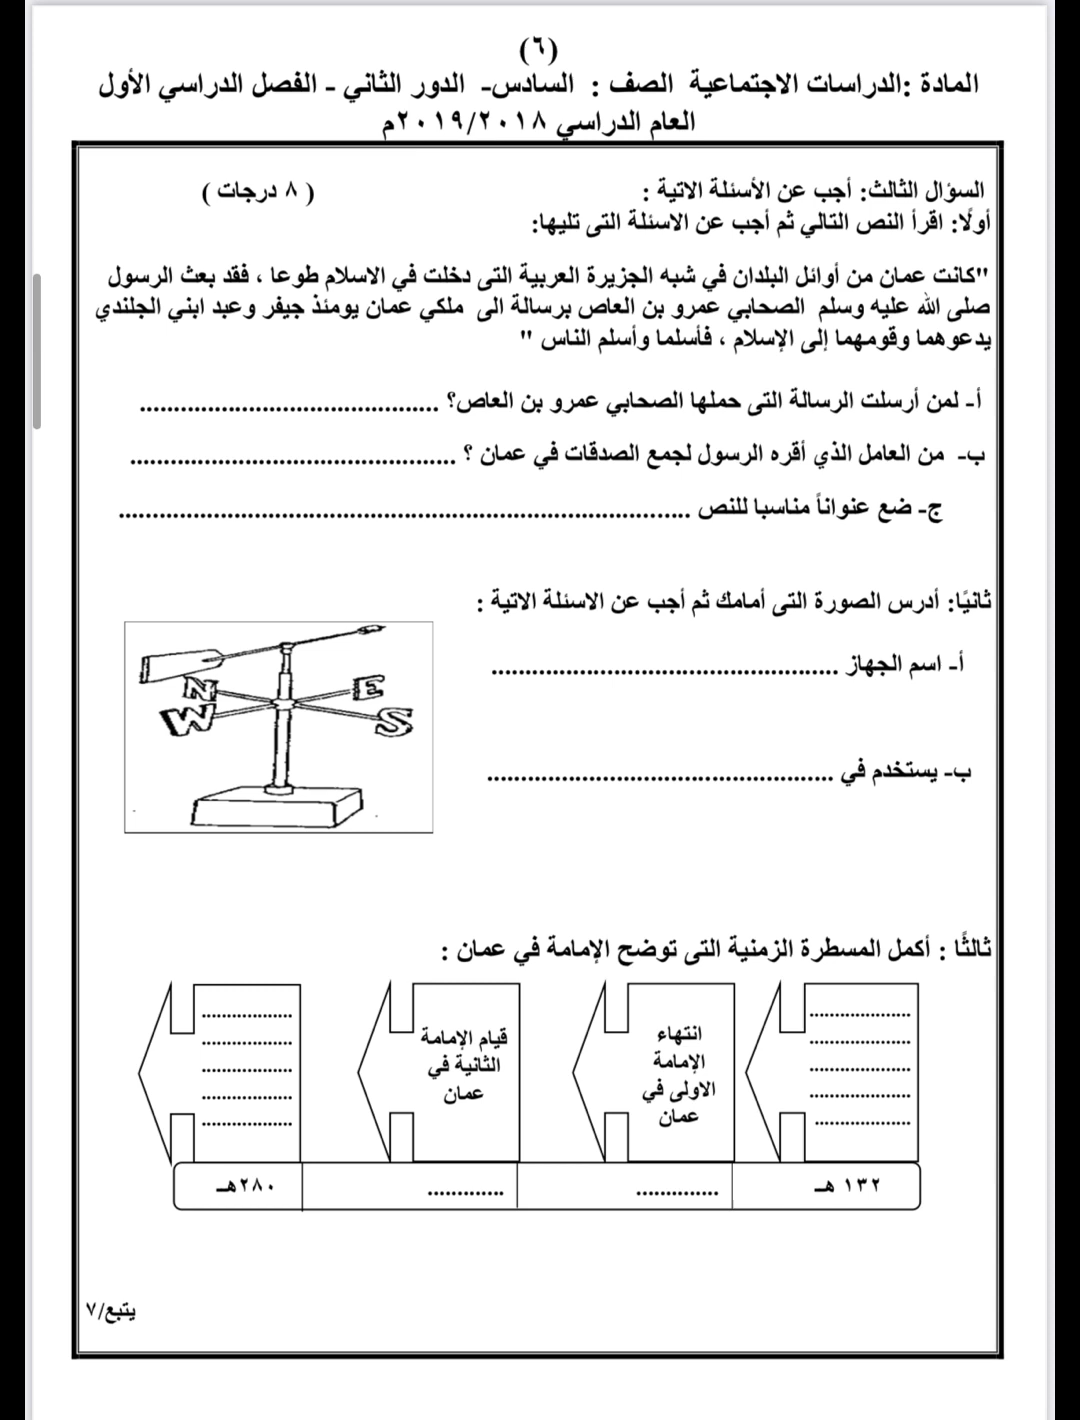 (٦)
المادة :الدراسات الاجتماعية الصف : السادس- الدور الثاني - الفصل الدراسي الأول
العام الدراسي ٢٠١٩/٢٠١٨م
السؤال الثالث: أجب عن الأسئلة الاتية : ( ٨ درجات )
أولًا: اقرأ النص التالي ثم أجب عن الاسئلة التى تليها:
"كانت عمان من أوائل البلدان في شبه الجزيرة العربية التى دخلت في الاسلام طوعا ، فقد بعث الرسول
صلى الله عليه وسلم الصحابي عمرو بن العاص برسالة الى ملكي عمان يومئذ جيفر وعبد ابني الجلندي
يدعوهما وقومهما إلى الإسلام ، فأسلما وأسلم الناس "
أ- لمن أرسلت الرسالة التى حملها الصحابي عمرو بن العاص؟ ............................................
ب- من العامل الذي أقره الرسول لجمع الصدقات في عمان ؟ ................................................
ج- ضع عنواناً مناسبا للنص .....................................................................................
ثانيًا: أدرس الصورة التى أمامك ثم أجب عن الاسئلة الاتية :
أ- اسم الجهاز ....................................................
N E
W S
ب- يستخدم في ....................................................
ثالثًا : أكمل المسطرة الزمنية التى توضح الإمامة في عمان :
انتهاء
الإمامة
الاولى في
عمان
قيام الإمامة
الثانية في
عمان
١٣٢ هـ ............. ............ ٢٨٠هـ
يتبع/٧